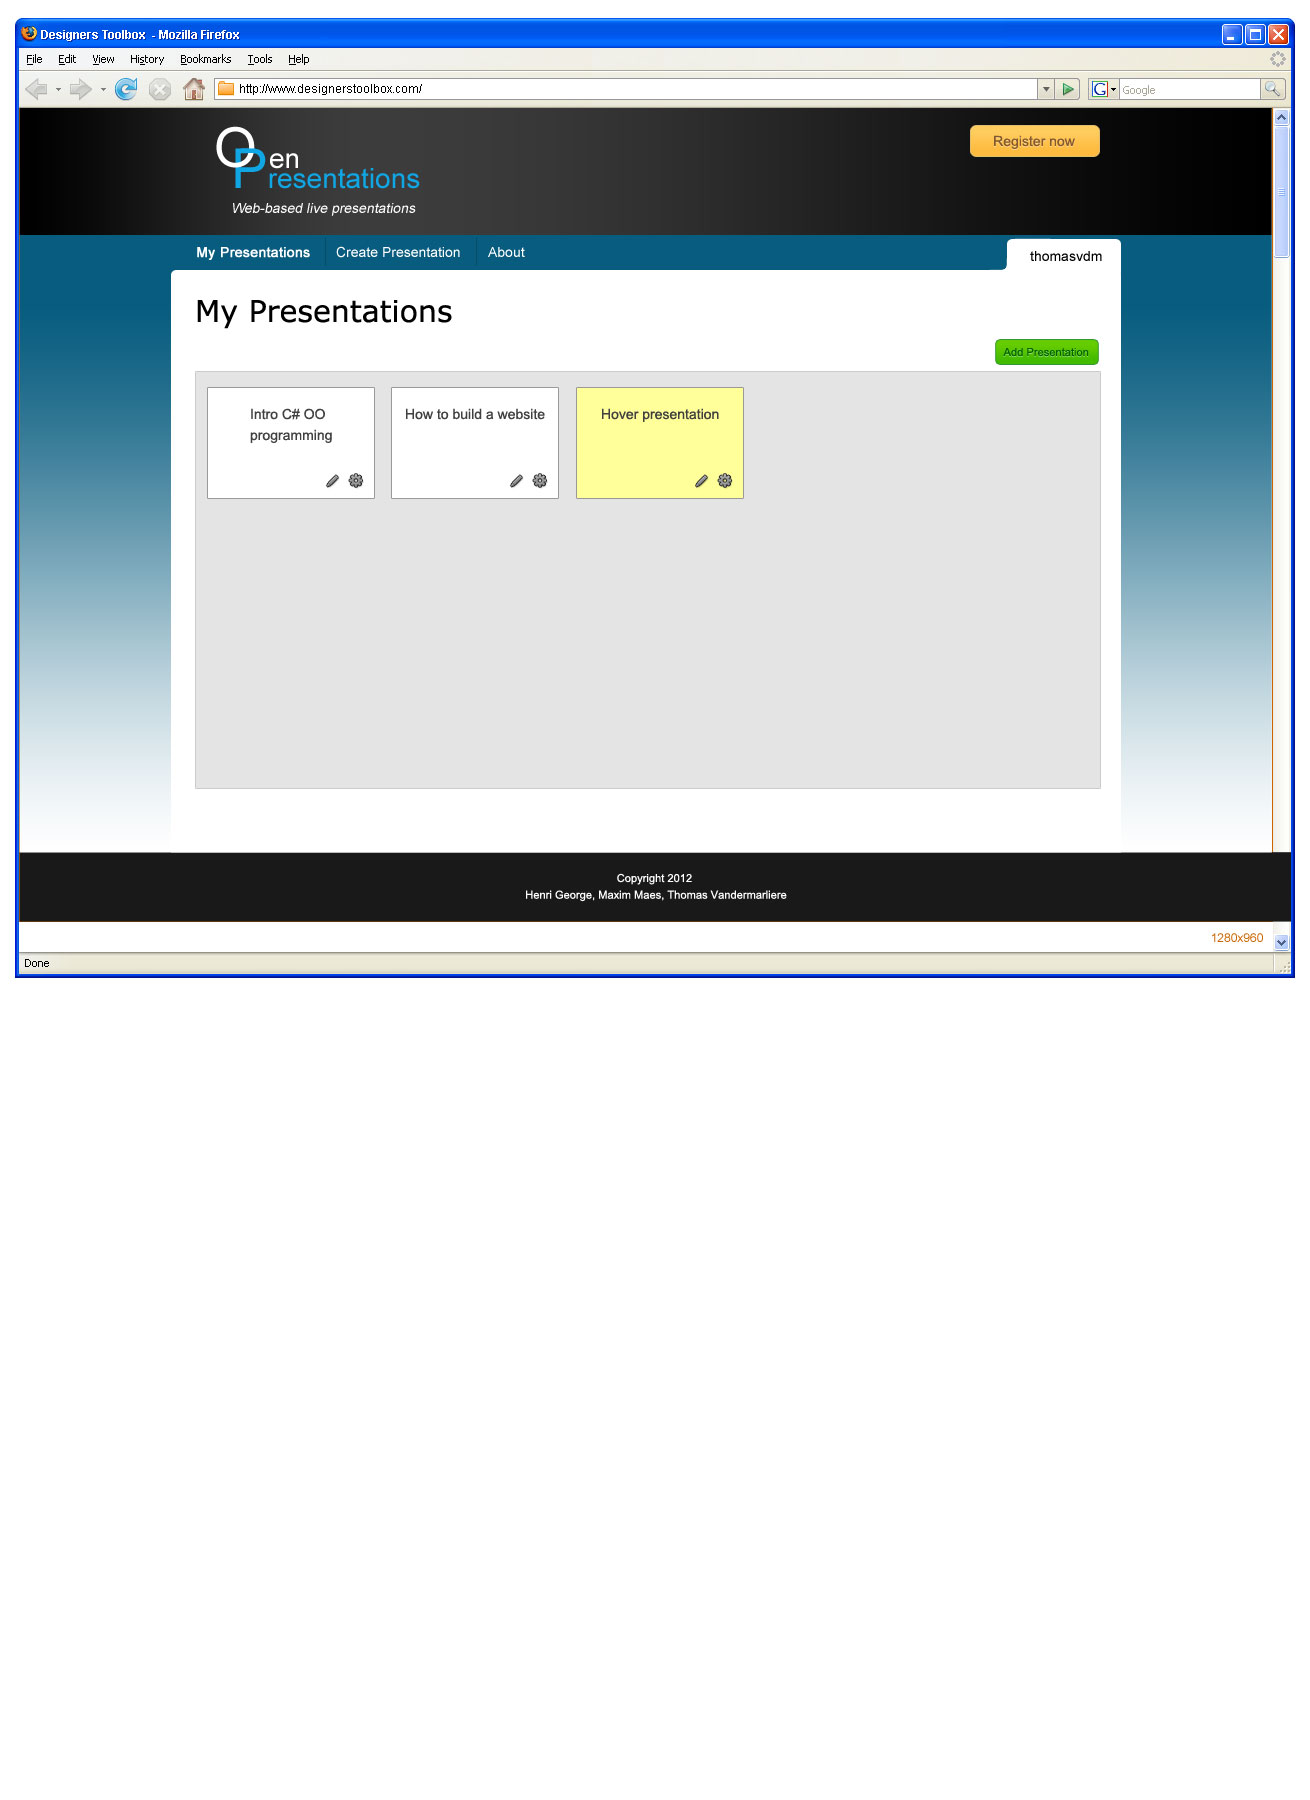 Designers Toolbox - Mozilla Firefox
File Edit View History Bookmarks Tools Help
http://www.designerstoolbox.com/
G Google
Open
Presentations
Web-based live presentations
Register now
My Presentations Create Presentation About
thomasvdm
My Presentations
Add Presentation
Intro C# OO
programming
How to build a website
Hover presentation
Copyright 2012
Henri George, Maxim Maes, Thomas Vandermarliere
1280x960
Done